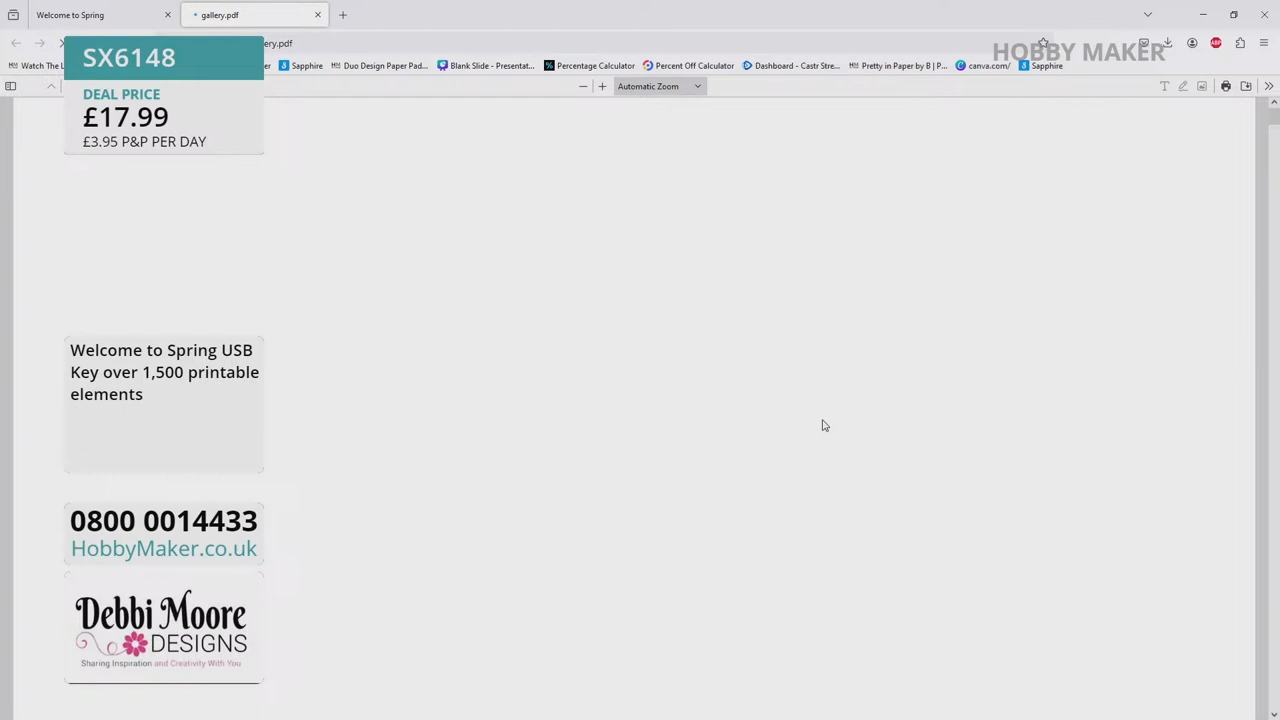 Welcome to Spring
gallery.pdf
SX6148
ery.pdf
HOBBY MAKER
Watch The L
Sapphire
Duo Design Paper Pad...
Blank Slide - Presentat...
Percentage Calculator
Percent Off Calculator
Dashboard - Castr Stre...
Pretty in Paper by B | P...
canva.com/
Sapphire
Automatic Zoom
DEAL PRICE
£17.99
£3.95 P&P PER DAY
Welcome to Spring USB
Key over 1,500 printable
elements
0800 0014433
HobbyMaker.co.uk
Debbi Moore
DESIGNS
Sharing Inspiration and Creativity With You